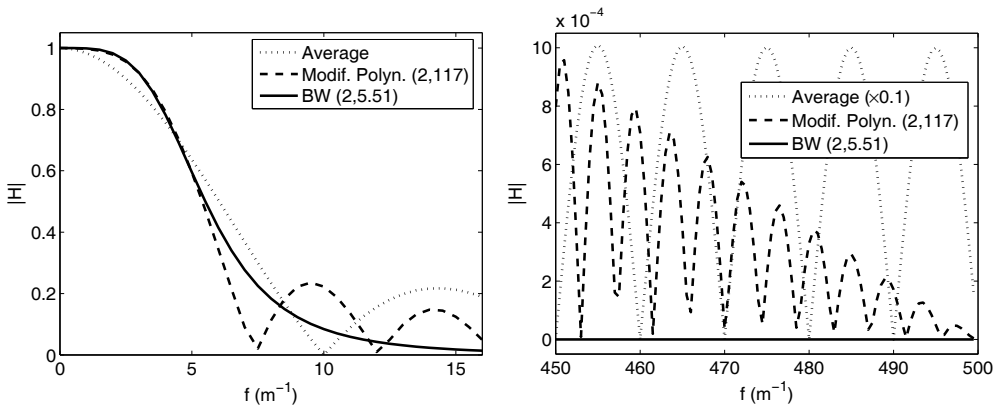 1
0.8
0.6
0.4
0.2
0
|H|
0
5
10
15
f (m⁻¹)
Average
Modif. Polyn. (2,117)
BW (2,5.51)
x 10⁻⁴
10
8
6
4
2
0
|H|
450
460
470
480
490
500
f (m⁻¹)
Average (×0.1)
Modif. Polyn. (2,117)
BW (2,5.51)